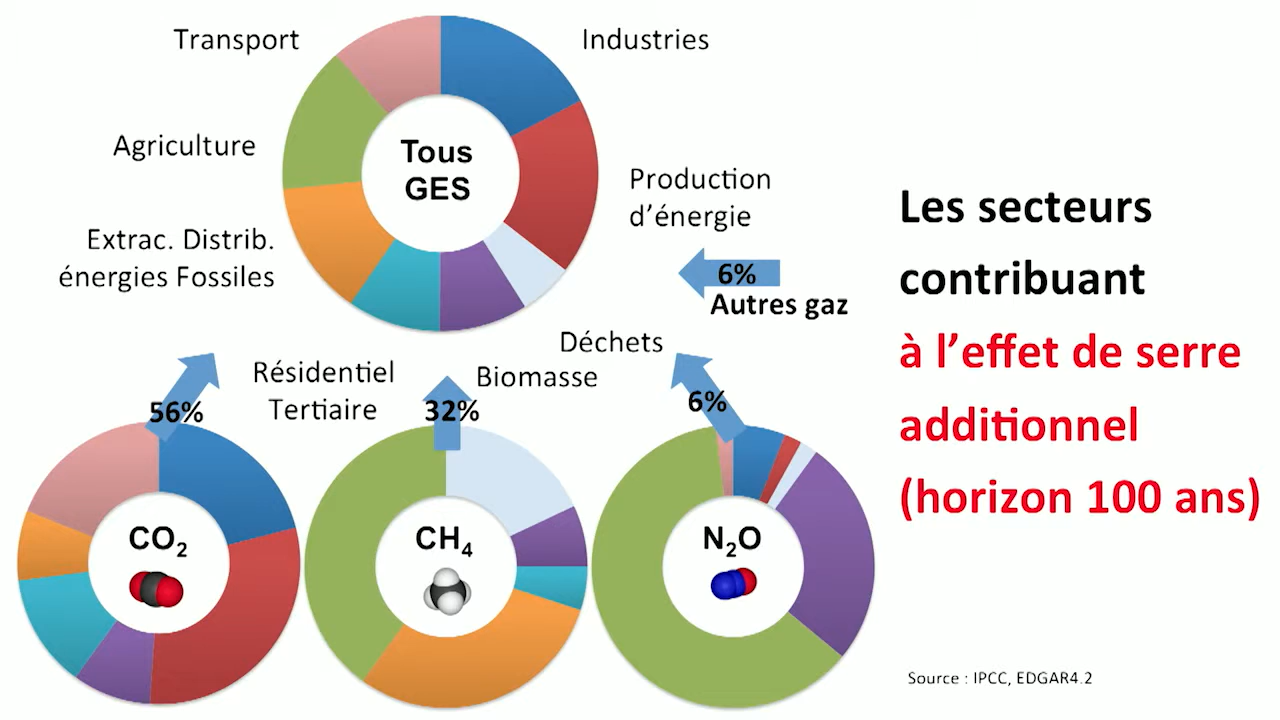 Transport
Industries
Agriculture
Tous
GES
Production
d’énergie
Extrac. Distrib.
énergies Fossiles
6%
Autres gaz
Déchets
Résidentiel
Tertiaire
Biomasse
56%
32%
6%
CO₂
CH₄
N₂O
Les secteurs
contribuant
à l’effet de serre
additionnel
(horizon 100 ans)
Source : IPCC, EDGAR4.2